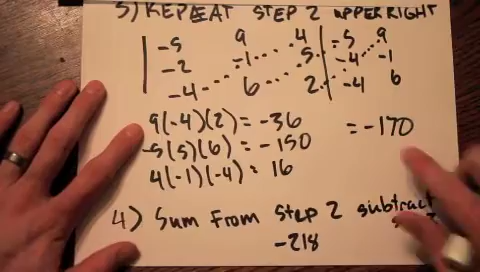 3) REPEAT STEP 2 UPPER RIGHT
-5 9 4 -5 9
-2 -1 5 -4 -1
-4 6 2 -4 6
9(-4)(2) = -36
-5(5)(6) = -150 = -170
4(-1)(-4) = 16
4) Sum From Step 2 subtract
-218